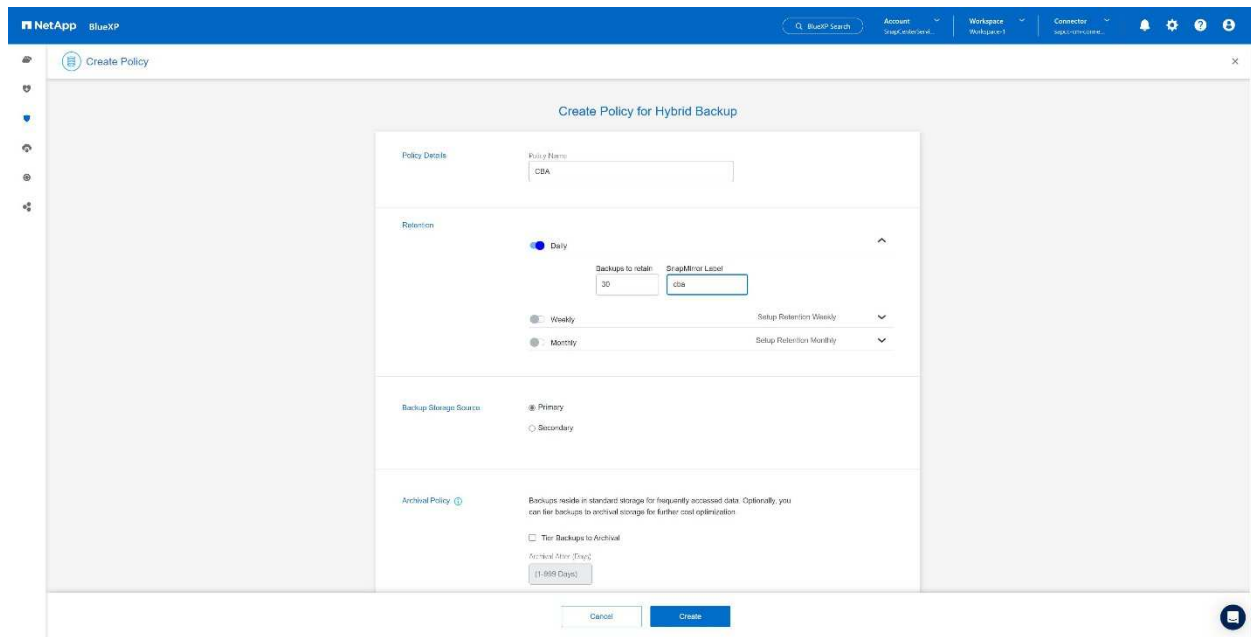 NetApp BlueXP
BlueXP Search
Account
Workspace
Workspace-1
Connector
Create Policy
Create Policy for Hybrid Backup
Policy Details
Policy Name
CBA
Retention
Daily
Backups to retain SnapMirror Label
30 cba
Weekly Setup Retention Weekly
Monthly Setup Retention Monthly
Backup Storage Source
Primary
Secondary
Archival Policy
Backups reside in standard storage for frequently accessed data. Optionally, you
can tier backups to archival storage for further cost optimization.
Tier Backups to Archival
Archival After (Days)
(1-999 Days)
Cancel Create